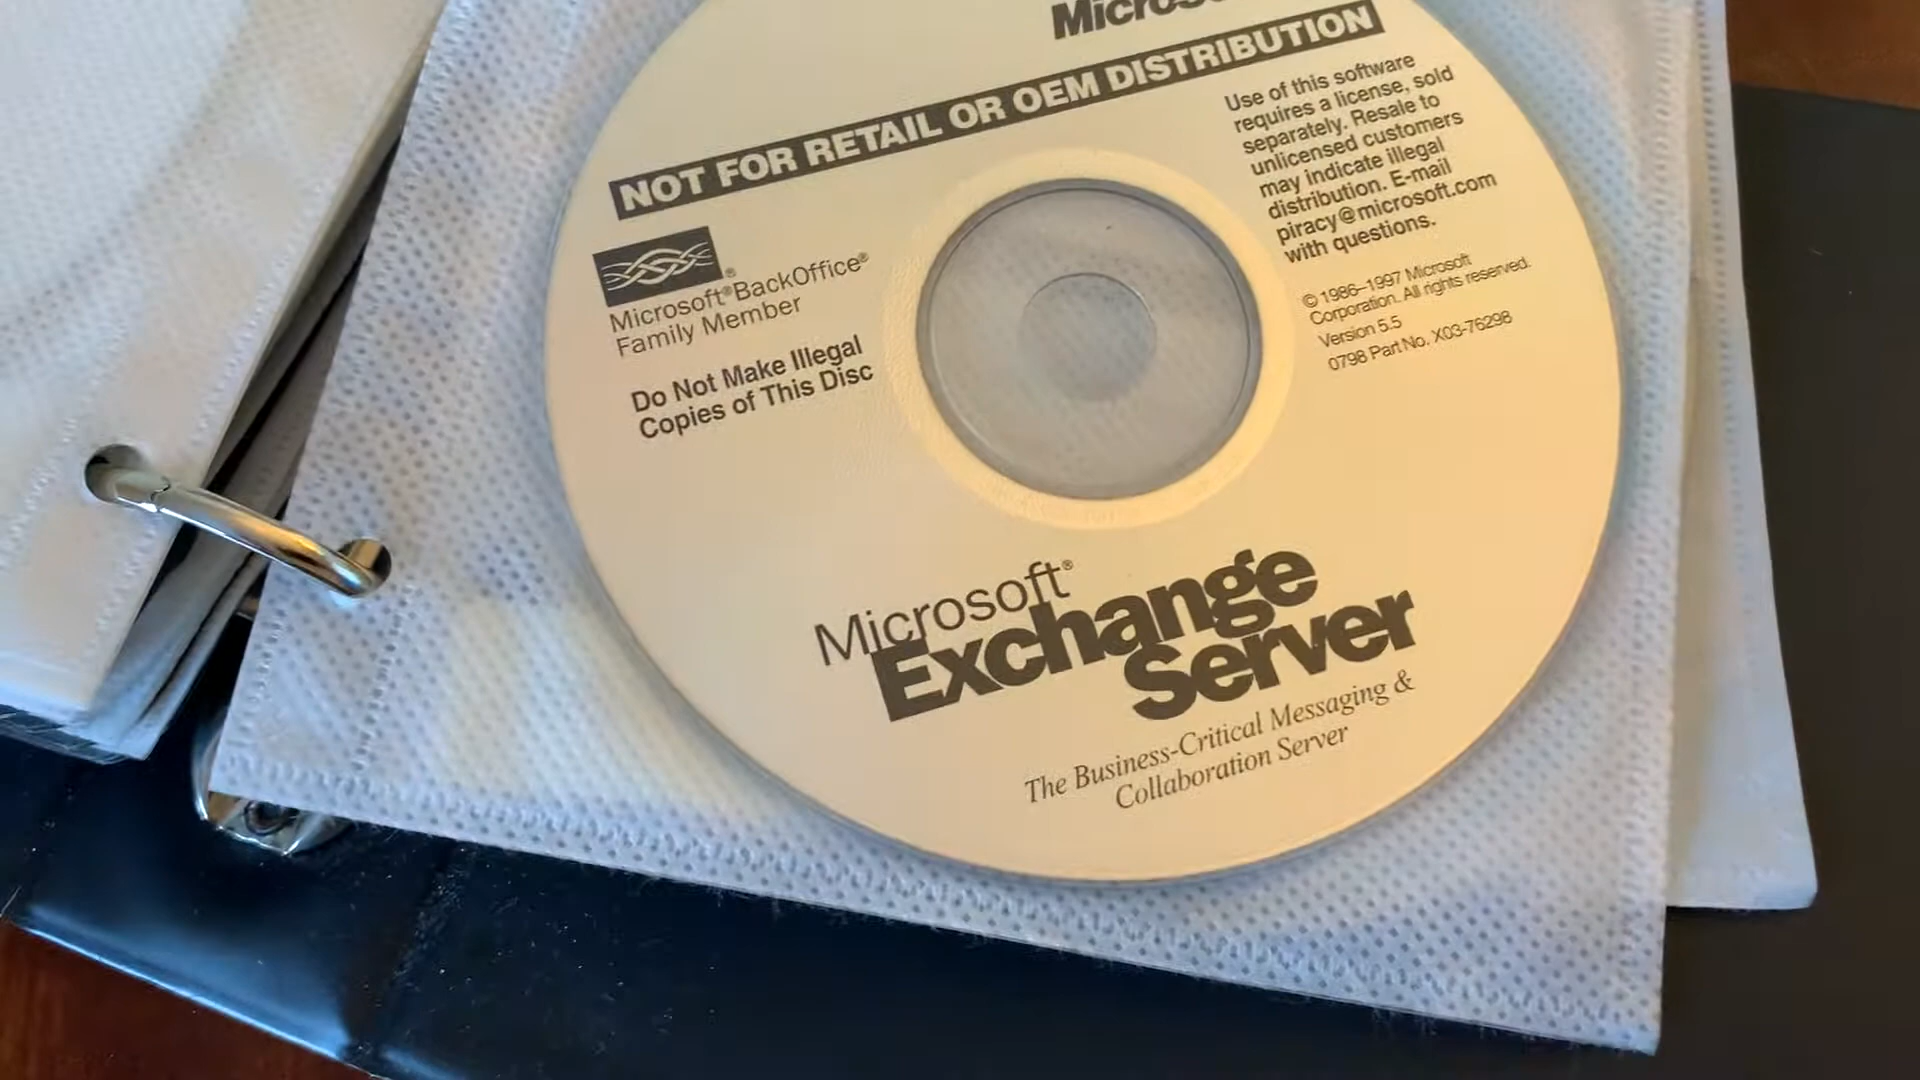 NOT FOR RETAIL OR OEM DISTRIBUTION
Use of this software
requires a license, sold
separately. Resale to
unlicensed customers
may indicate illegal
distribution. E-mail
piracy@microsoft.com
with questions.
© 1986–1997 Microsoft
Corporation. All rights reserved.
Version 5.5
0798 Part No. X03-76298
Microsoft® BackOffice®
Family Member
Do Not Make Illegal
Copies of This Disc
Microsoft®
Exchange
Server
The Business-Critical Messaging &
Collaboration Server